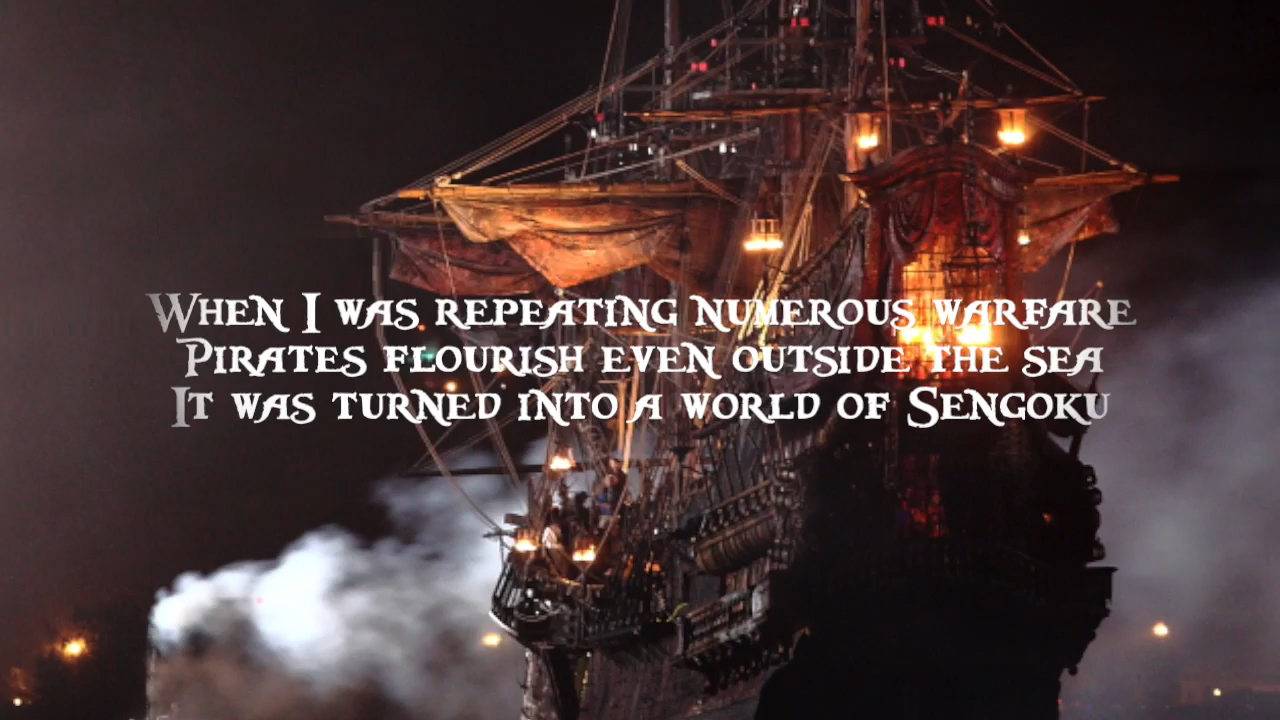 When I was repeating numerous warfare
Pirates flourish even outside the sea
It was turned into a world of Sengoku